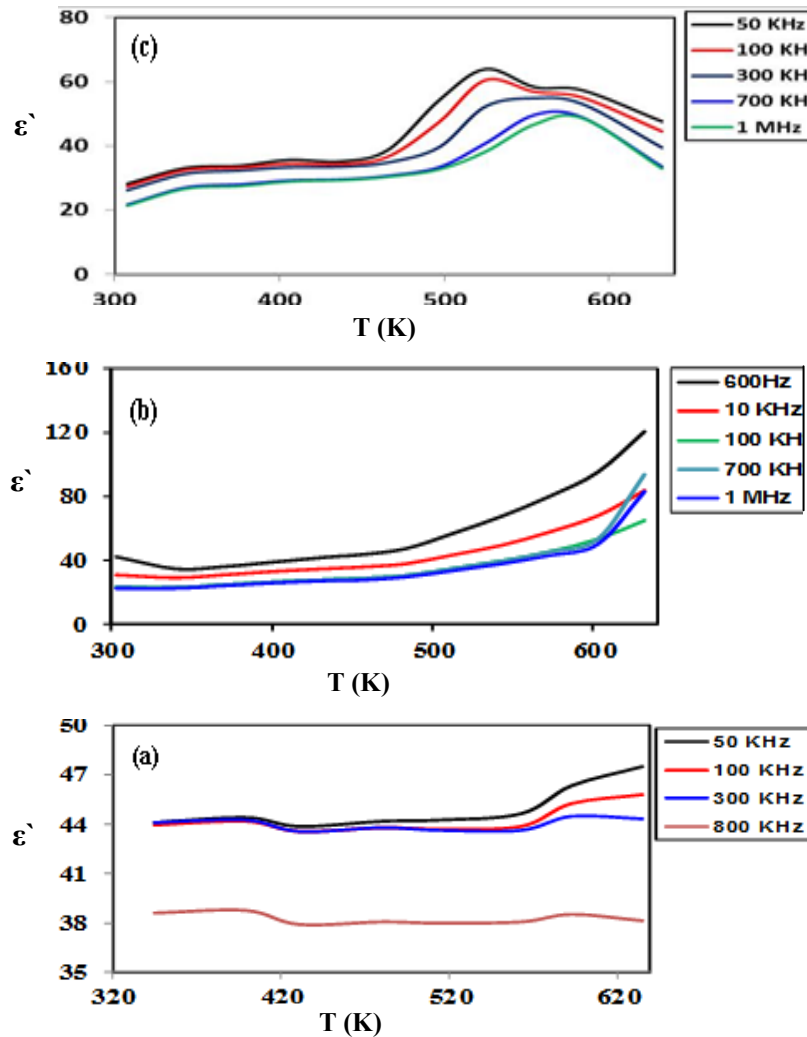 80
60
40
20
0
(c)
ε`
300 400 500 600
T (K)
50 KHz
100 KHz
300 KH
700 KH
1 MHz
160
120
80
40
0
(b)
ε`
300 400 500 600
T (K)
600Hz
10 KHz
100 KH
700 KH
1 MHz
50
47
44
41
38
35
(a)
ε`
320 420 520 620
T (K)
50 KHz
100 KHz
300 KHz
800 KHz